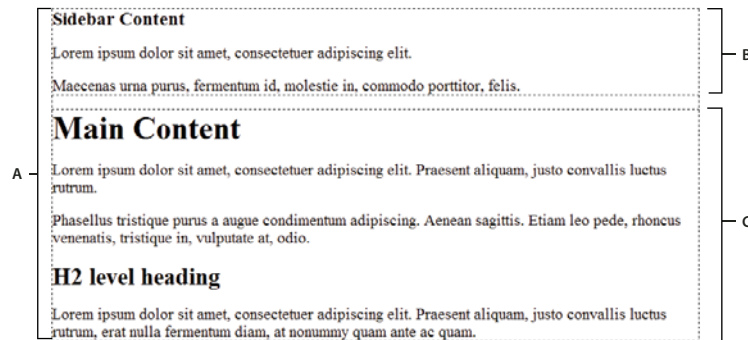 Sidebar Content
Lorem ipsum dolor sit amet, consectetuer adipiscing elit.
Maecenas urna purus, fermentum id, molestie in, commodo porttitor, felis.
B
Main Content
Lorem ipsum dolor sit amet, consectetuer adipiscing elit. Praesent aliquam, justo convallis luctus
rutrum.
A
Phasellus tristique purus a augue condimentum adipiscing. Aenean sagittis. Etiam leo pede, rhoncus
venenatis, tristique in, vulputate at, odio.
C
H2 level heading
Lorem ipsum dolor sit amet, consectetuer adipiscing elit. Praesent aliquam, justo convallis luctus
rutrum, erat nulla fermentum diam, at nonummy quam ante ac quam.